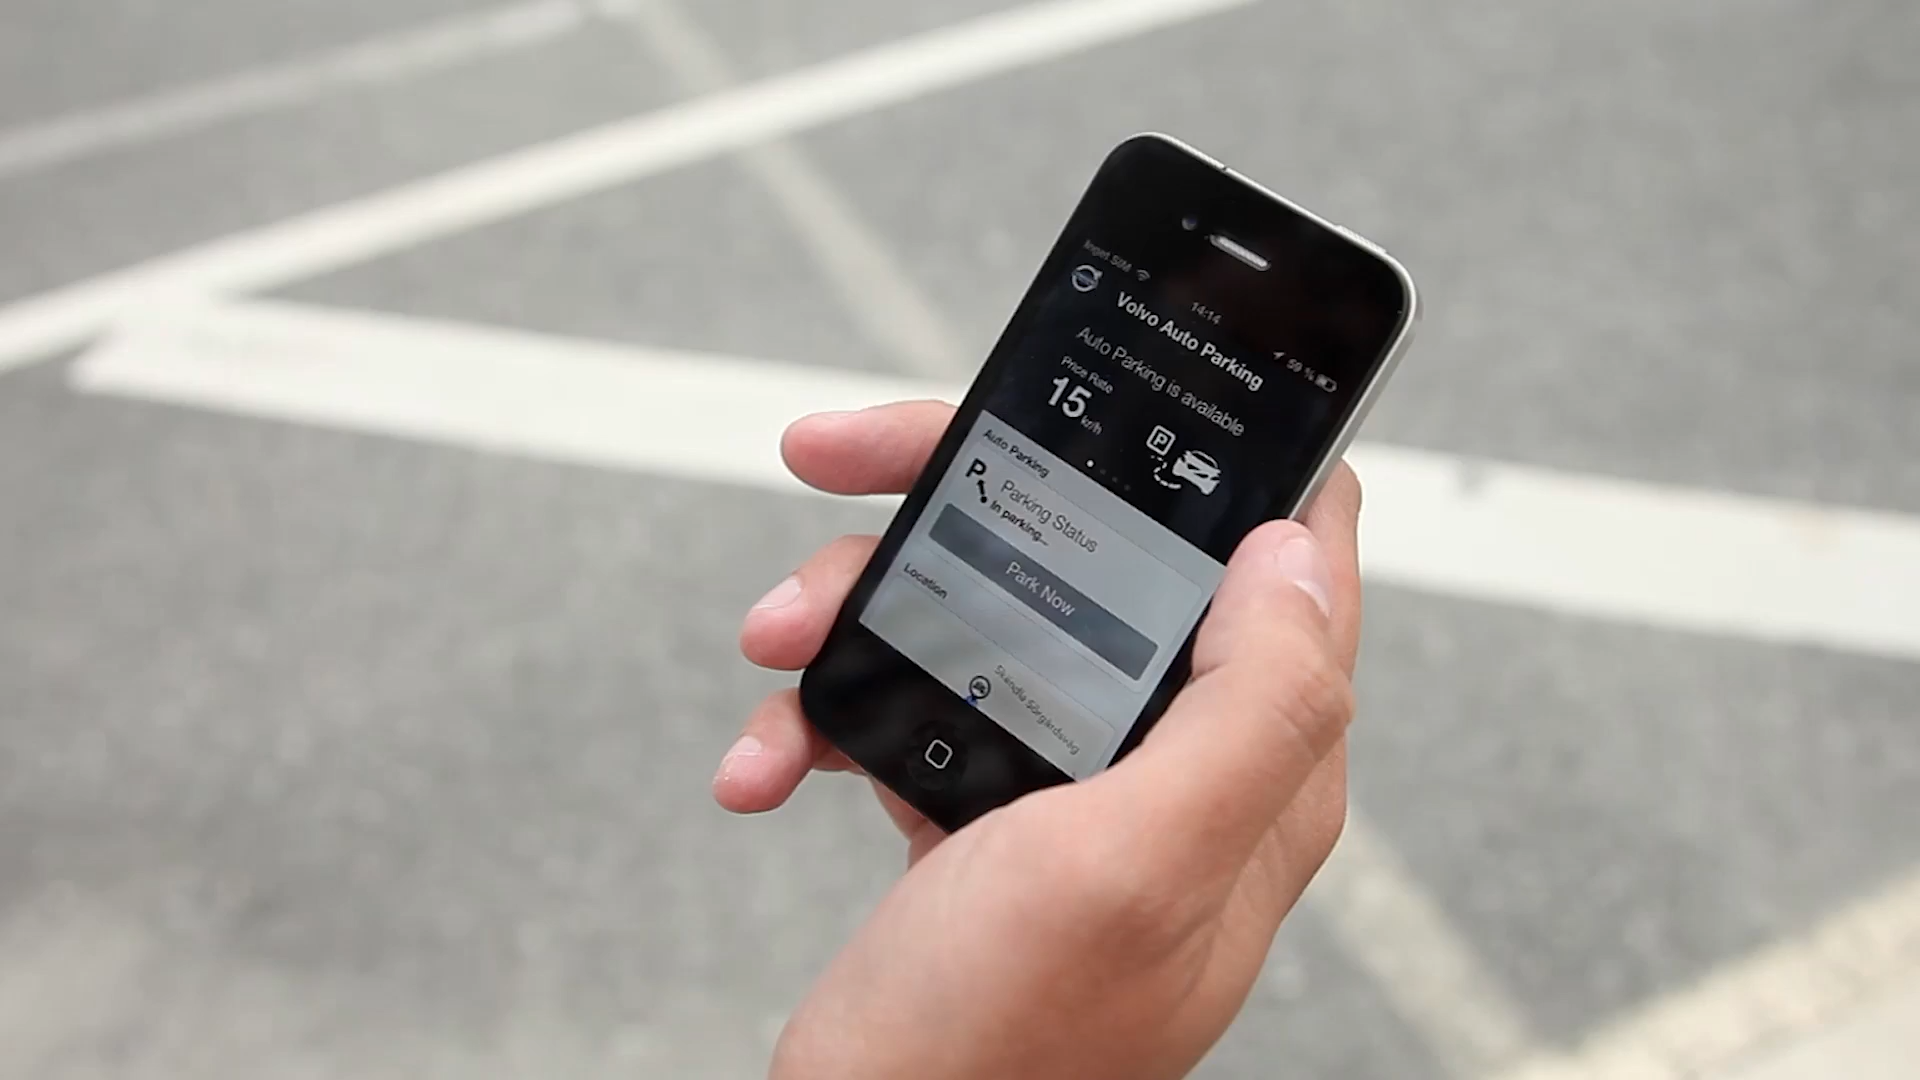 Inget SIM
14:14
59 %
Volvo Auto Parking
Auto Parking is available
Price Rate
15 kr/h
P
Auto Parking
P
Parking Status
In parking...
Park Now
Location